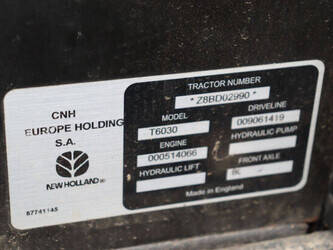 CNH
EUROPE HOLDING
S.A.
NEW HOLLAND®
87741145
TRACTOR NUMBER
*Z8BD02990*
MODEL
DRIVELINE
T6030
009061419
ENGINE
HYDRAULIC PUMP
000514066
HYDRAULIC LIFT
FRONT AXLE
Made in England